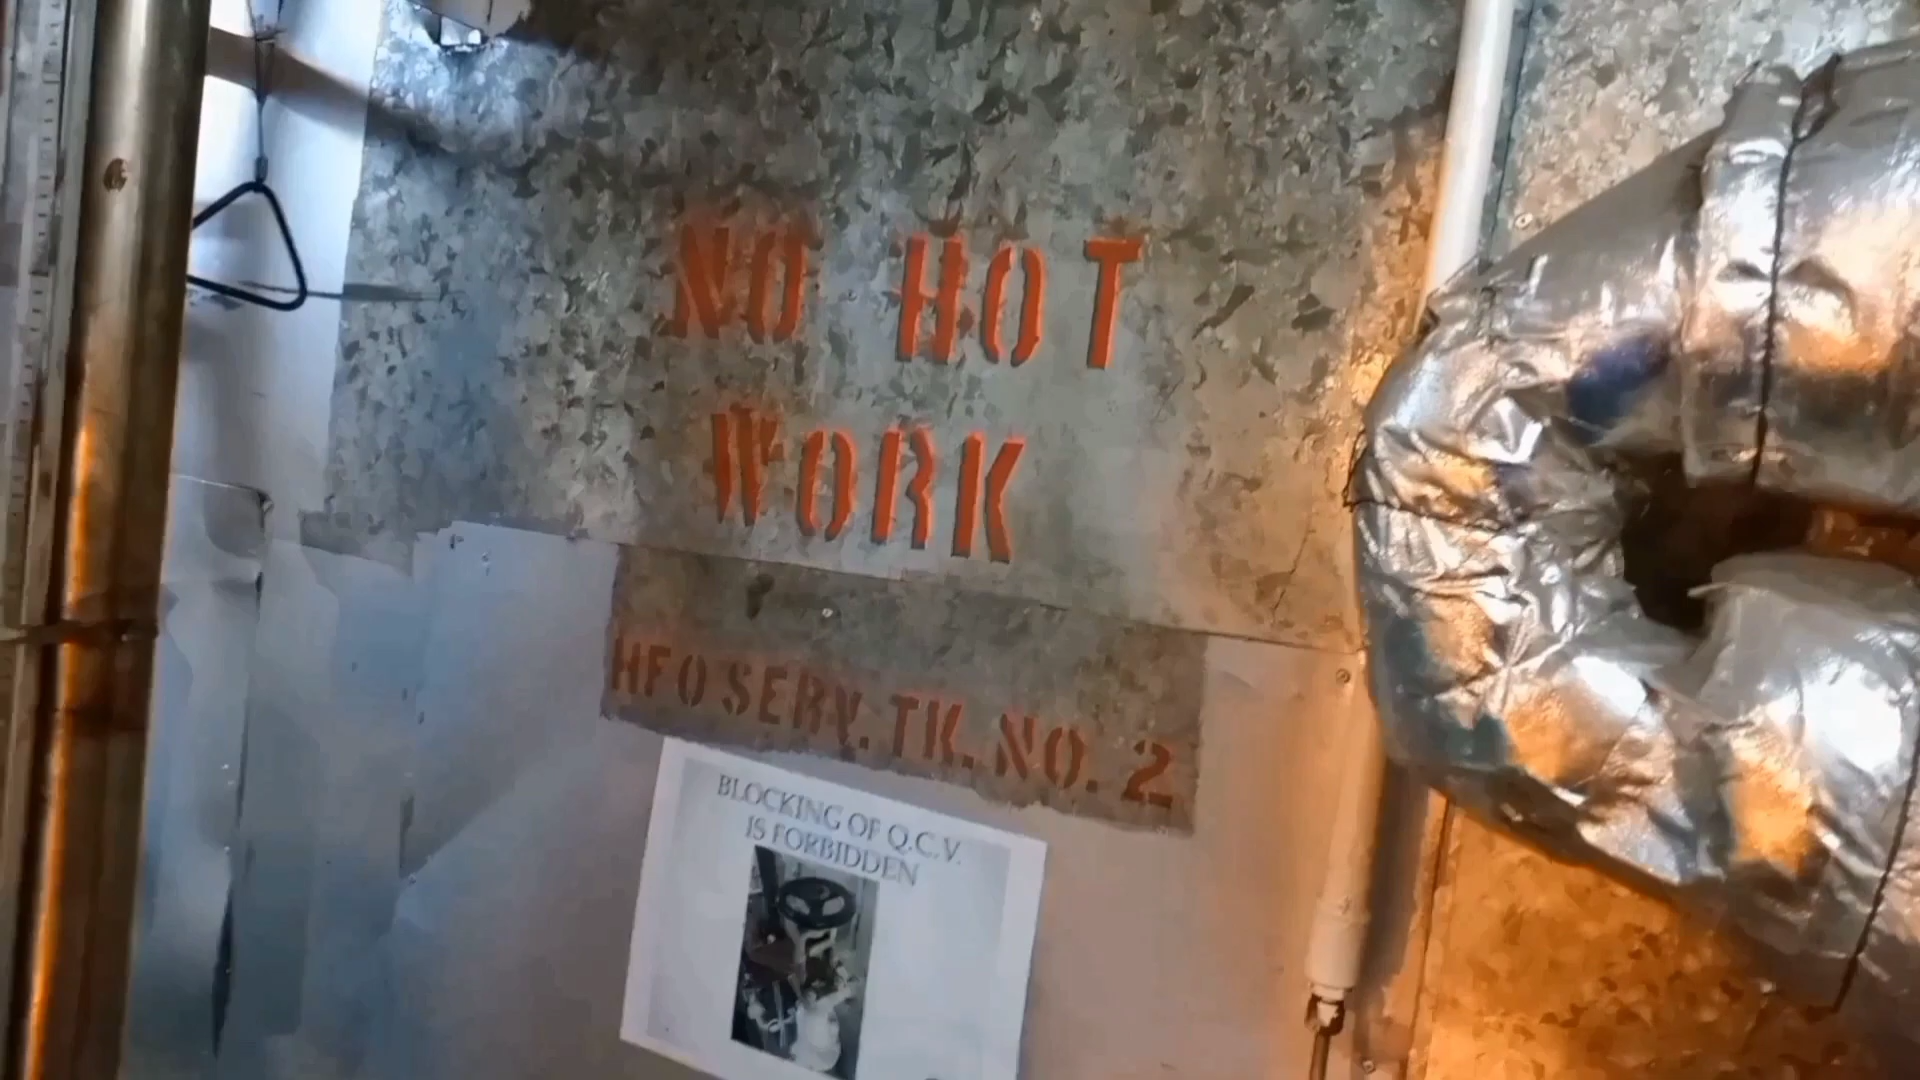 NO HOT
WORK
HFO SERV. TK. NO. 2
BLOCKING OF Q.C.V.
IS FORBIDDEN